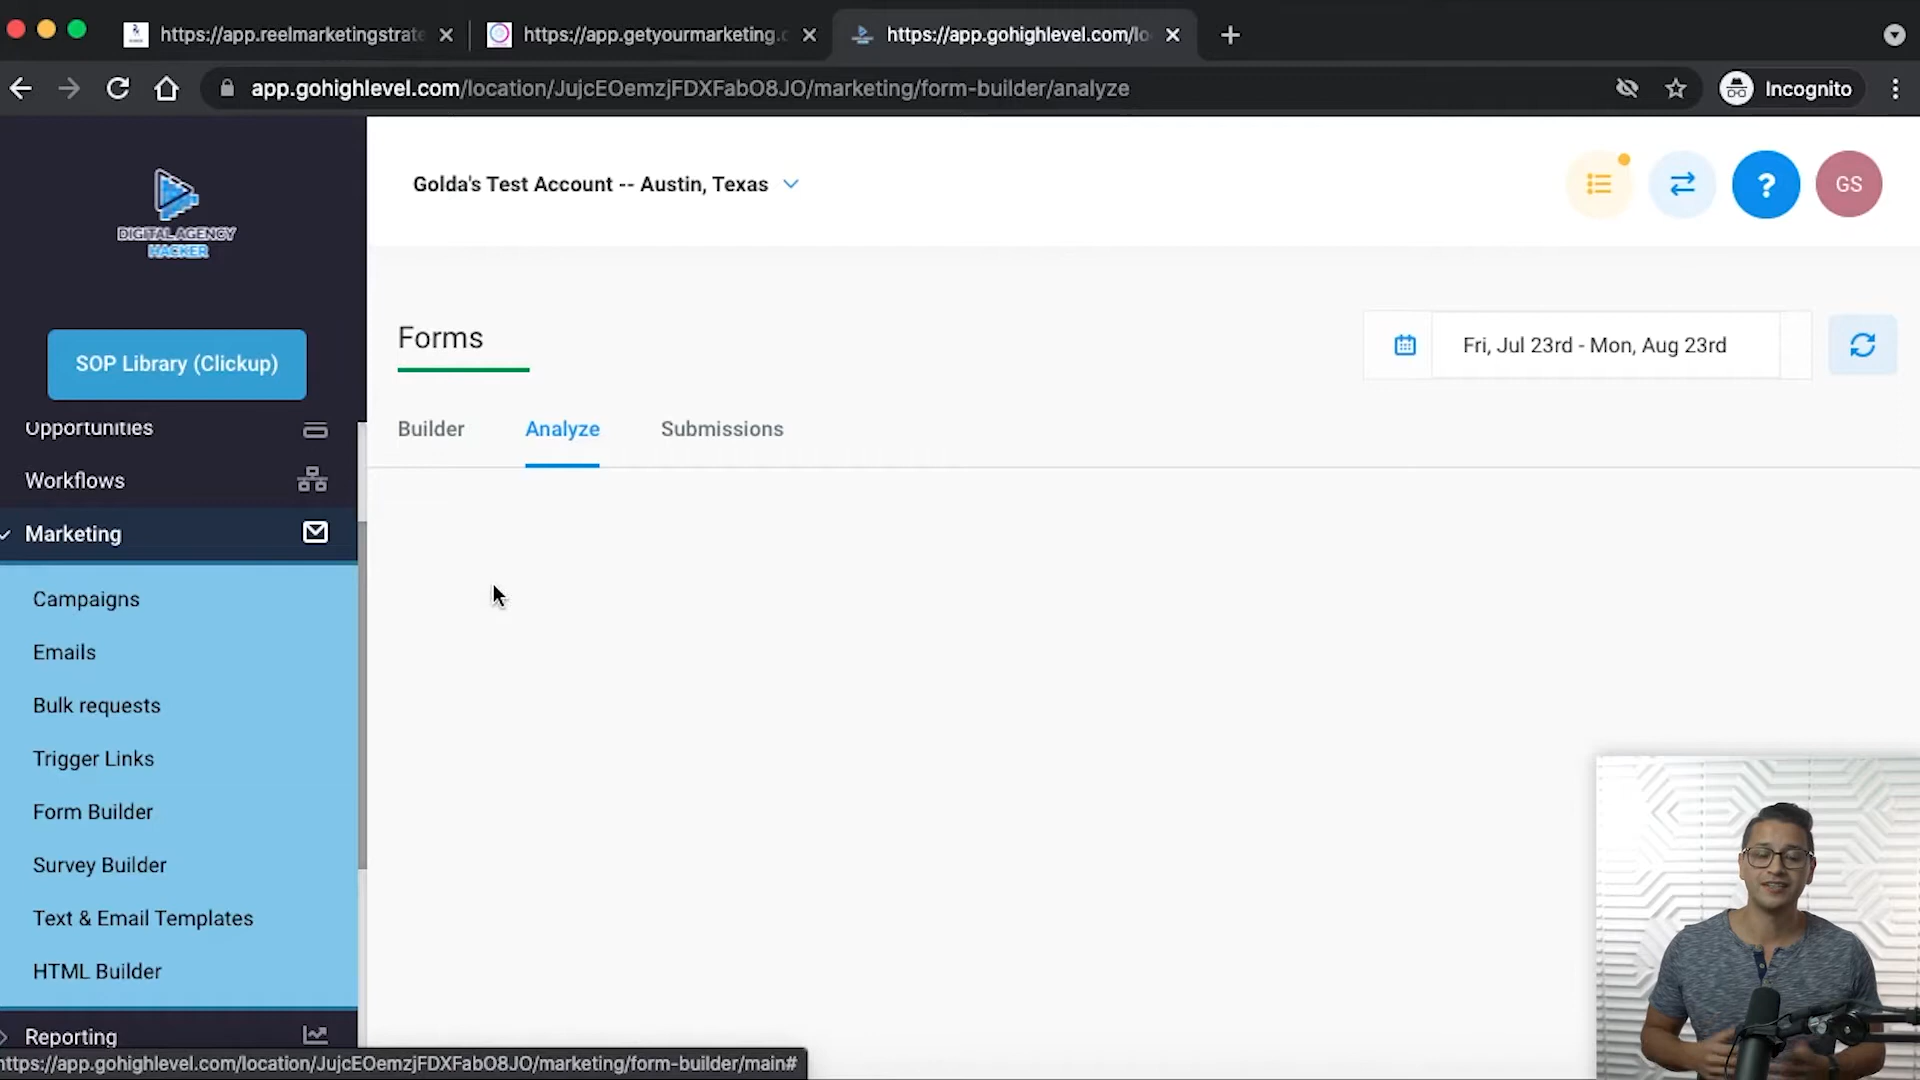 https://app.reelmarketingstrate
https://app.getyourmarketing.c
https://app.gohighlevel.com/lo
app.gohighlevel.com/location/JujcEOemzjFDXFabO8JO/marketing/form-builder/analyze
Incognito
DIGITAL AGENCY
HACKER
Golda's Test Account -- Austin, Texas
?
GS
SOP Library (Clickup)
Forms
Fri, Jul 23rd - Mon, Aug 23rd
Builder
Analyze
Submissions
Opportunities
Workflows
Marketing
Campaigns
Emails
Bulk requests
Trigger Links
Form Builder
Survey Builder
Text & Email Templates
HTML Builder
Reporting
https://app.gohighlevel.com/location/JujcEOemzjFDXFabO8JO/marketing/form-builder/main#